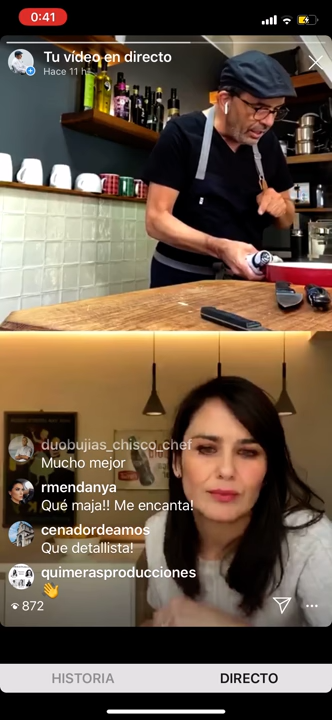 0:41
Tu vídeo en directo
Hace 11 h
duobujias_chisco_chef
Mucho mejor
rmendanya
Qué maja!! Me encanta!
cenadordeamos
Que detallista!
quimerasproducciones
👋
872
HISTORIA
DIRECTO